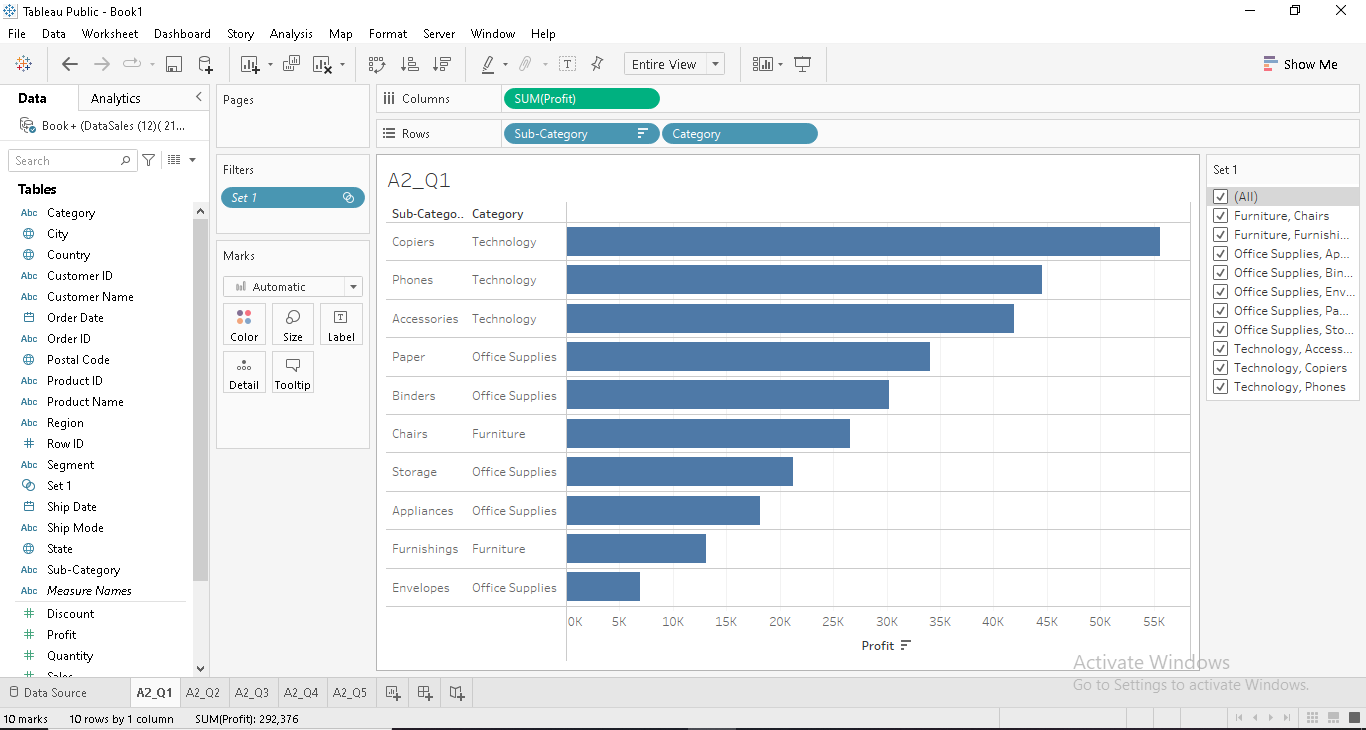 Tableau Public - Book1
File Data Worksheet Dashboard Story Analysis Map Format Server Window Help
Entire View
Show Me
Data Analytics
Book+ (DataSales (12)( 21...
Search
Tables
Abc Category
City
Country
Abc Customer ID
Abc Customer Name
Order Date
Abc Order ID
Postal Code
Abc Product ID
Abc Product Name
Abc Region
# Row ID
Abc Segment
Set 1
Ship Date
Abc Ship Mode
State
Abc Sub-Category
Abc Measure Names
# Discount
# Profit
# Quantity
# Sales
Pages
Filters
Set 1
Marks
Automatic
Color Size Label
Detail Tooltip
Columns SUM(Profit)
Rows Sub-Category Category
A2_Q1
Sub-Catego.. Category
Copiers Technology
Phones Technology
Accessories Technology
Paper Office Supplies
Binders Office Supplies
Chairs Furniture
Storage Office Supplies
Appliances Office Supplies
Furnishings Furniture
Envelopes Office Supplies
0K 5K 10K 15K 20K 25K 30K 35K 40K 45K 50K 55K
Profit
Set 1
(All)
Furniture, Chairs
Furniture, Furnishi...
Office Supplies, Ap...
Office Supplies, Bin...
Office Supplies, Env...
Office Supplies, Pa...
Office Supplies, Sto...
Technology, Access...
Technology, Copiers
Technology, Phones
Activate Windows
Go to Settings to activate Windows.
Data Source A2_Q1 A2_Q2 A2_Q3 A2_Q4 A2_Q5
10 marks 10 rows by 1 column SUM(Profit): 292,376